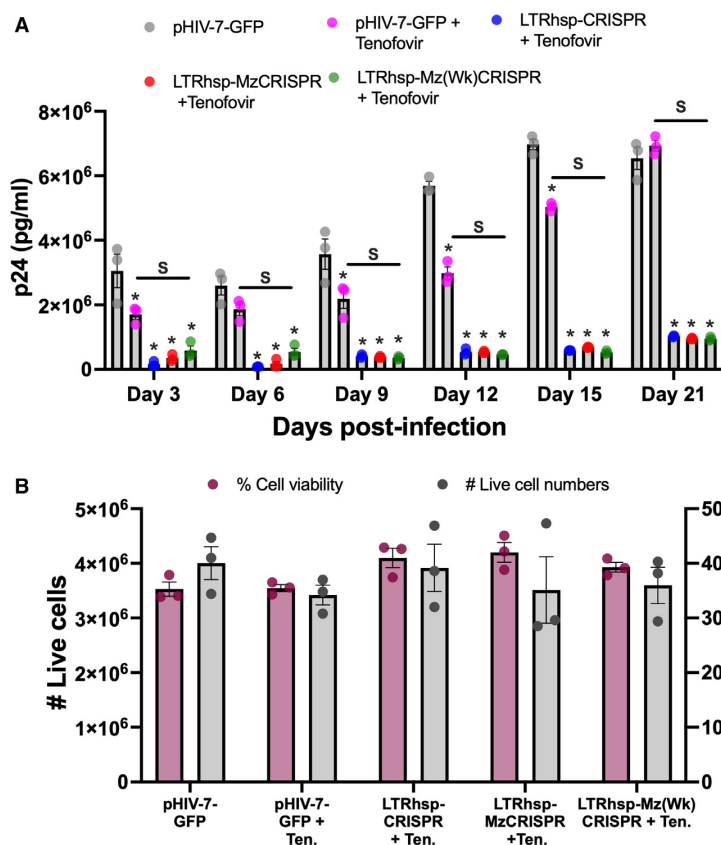 A
pHIV-7-GFP
pHIV-7-GFP +
Tenofovir
LTRhsp-CRISPR
+ Tenofovir
LTRhsp-MzCRISPR
+Tenofovir
LTRhsp-Mz(Wk)CRISPR
+ Tenofovir
p24 (pg/ml)
8×10⁶
6×10⁶
4×10⁶
2×10⁶
0
* S * * *
S * * *
* S * * *
* S * * *
* S * * *
S * * *
Day 3 Day 6 Day 9 Day 12 Day 15 Day 21
Days post-infection
B
% Cell viability
# Live cell numbers
# Live cells
5×10⁶
4×10⁶
3×10⁶
2×10⁶
1×10⁶
0
50
40
30
20
10
0
pHIV-7-
GFP
pHIV-7-
GFP +
Ten.
LTRhsp-
CRISPR
+ Ten.
LTRhsp-
MzCRISPR
+Ten.
LTRhsp-Mz(Wk)
CRISPR + Ten.